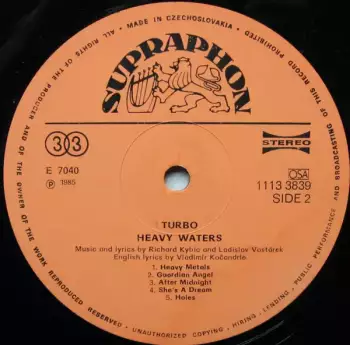 MADE IN CZECHOSLOVAKIA • ALL RIGHTS OF THE PRODUCER AND OF THE OWNER OF THE WORK REPRODUCED RESERVED • UNAUTHORIZED COPYING • HIRING • LENDING • PUBLIC PERFORMANCE AND BROADCASTING OF THIS RECORD PROHIBITED
SUPRAPHON
33
STEREO
E 7040
℗ 1985
OSA
1113 3839
SIDE 2
TURBO
HEAVY WATERS
Music and lyrics by Richard Kybic and Ladislav Vostárek
English lyrics by Vladimír Kočandrle
1. Heavy Metals
2. Guardian Angel
3. After Midnight
4. She's A Dream
5. Holes